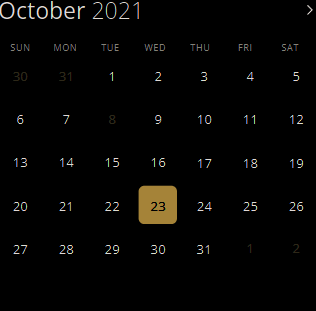 October 2021
SUN MON TUE WED THU FRI SAT
30 31 1 2 3 4 5
6 7 8 9 10 11 12
13 14 15 16 17 18 19
20 21 22 23 24 25 26
27 28 29 30 31 1 2